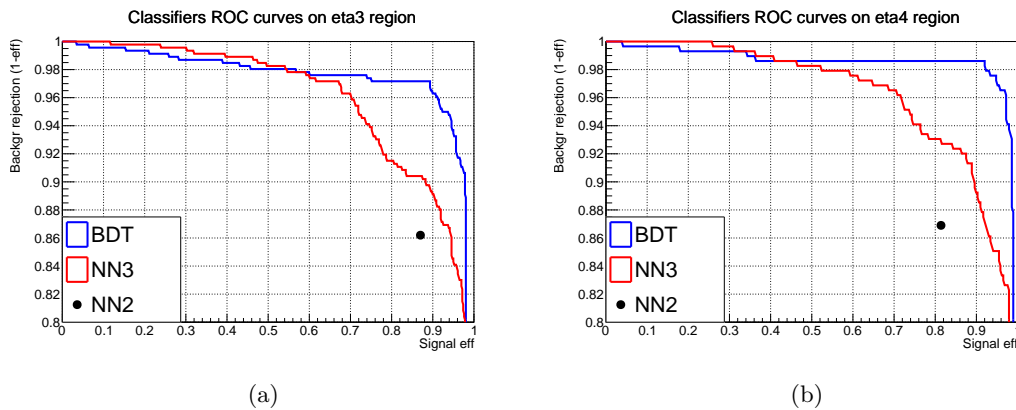 Classifiers ROC curves on eta3 region
Backgr rejection (1-eff)
1
0.98
0.96
0.94
0.92
0.9
0.88
0.86
0.84
0.82
0.8
BDT
NN3
NN2
0 0.1 0.2 0.3 0.4 0.5 0.6 0.7 0.8 0.9 1
Signal eff
(a)
Classifiers ROC curves on eta4 region
Backgr rejection (1-eff)
1
0.98
0.96
0.94
0.92
0.9
0.88
0.86
0.84
0.82
0.8
BDT
NN3
NN2
0 0.1 0.2 0.3 0.4 0.5 0.6 0.7 0.8 0.9 1
Signal eff
(b)